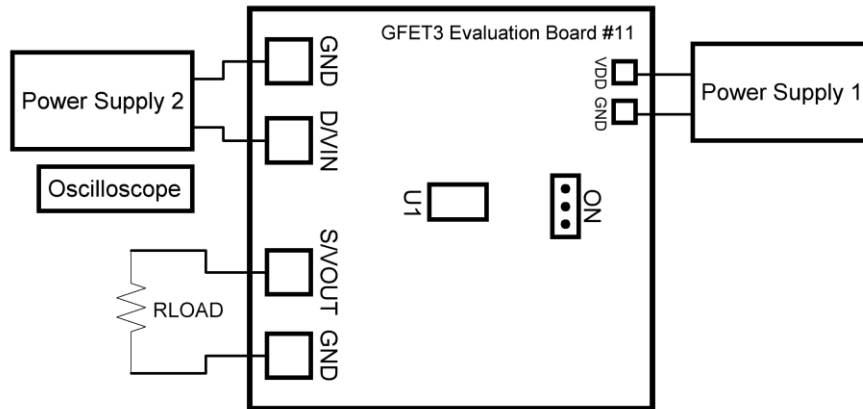 GFET3 Evaluation Board #11
Power Supply 2
GND
D/VIN
Oscilloscope
S/VOUT
GND
RLOAD
U1
ON
VDD
GND
Power Supply 1